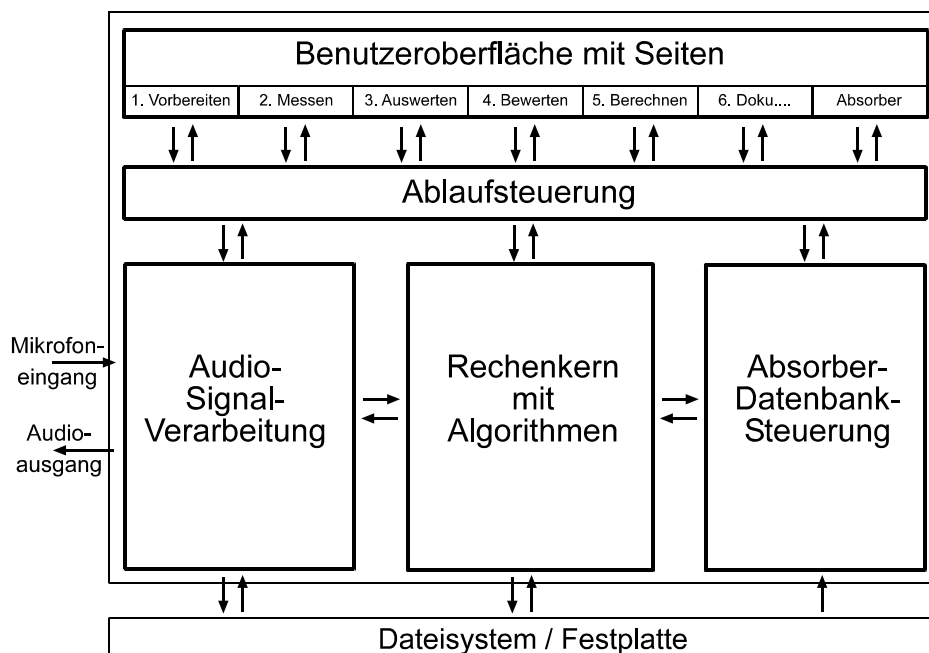 Benutzeroberfläche mit Seiten
1. Vorbereiten 2. Messen 3. Auswerten 4. Bewerten 5. Berechnen 6. Doku.... Absorber
Ablaufsteuerung
Mikrofon-
eingang
Audio-
ausgang
Audio-
Signal-
Verarbeitung
Rechenkern
mit
Algorithmen
Absorber-
Datenbank-
Steuerung
Dateisystem / Festplatte